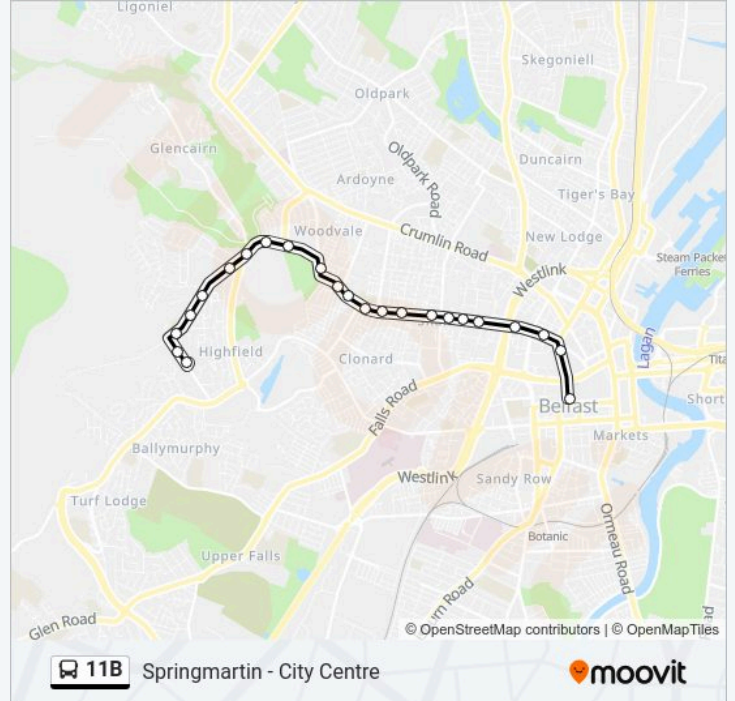 Ligoniel
Skegoniell
Oldpark
Glencairn
Oldpark Road
Duncairn
Ardoyne
Tiger's Bay
Woodvale
Crumlin Road
New Lodge
Westlink
Steam Packet
Ferries
Lagan
Highfield
Clonard
Falls Road
Belfast
Short
Markets
Ballymurphy
Westlink
Sandy Row
Turf Lodge
Ormeau Road
Botanic
Upper Falls
Glen Road
© OpenStreetMap contributors | © OpenMapTiles
11B Springmartin - City Centre
moovit